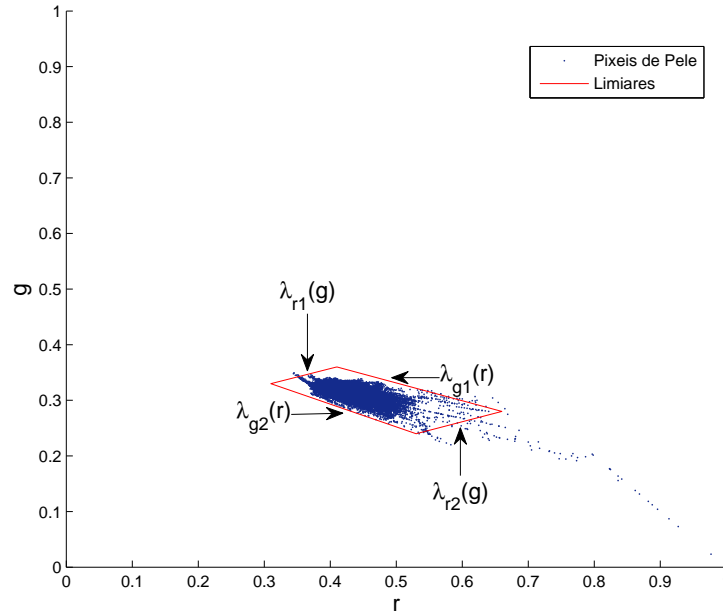 1
0.9
0.8
0.7
0.6
0.5
0.4
0.3
0.2
0.1
0
g
Pixeis de Pele
Limiares
λr1(g)
λg1(r)
λg2(r)
λr2(g)
0 0.1 0.2 0.3 0.4 0.5 0.6 0.7 0.8 0.9
r